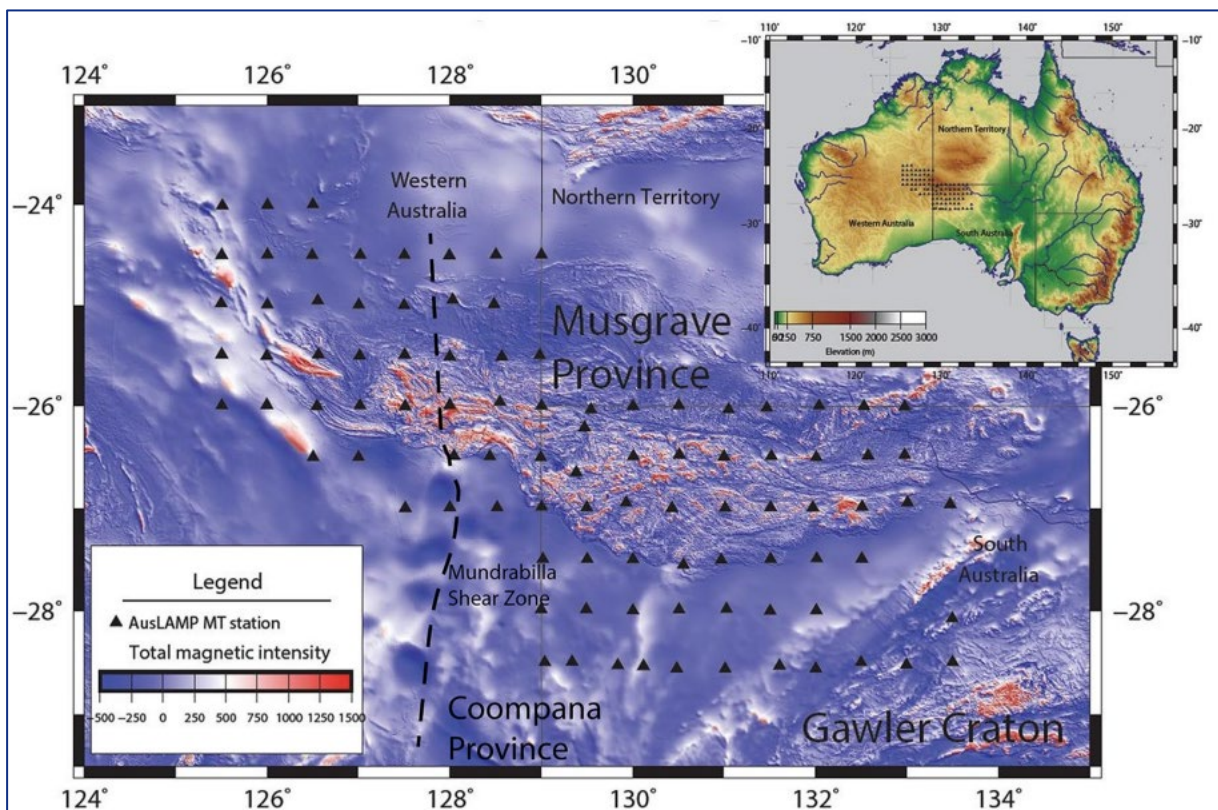 124°
126°
128°
130°
110°
120°
130°
140°
150°
−10°
−20°
−30°
−40°
−10°
−20°
−30°
−40°
Northern Territory
Western Australia
South Australia
250
750
1500
2000
2500
3000
Elevation (m)
110°
120°
130°
140°
150°
Western
Australia
Northern Territory
−24°
−26°
−28°
−26°
−28°
Musgrave
Province
Mundrabilla
Shear Zone
South
Australia
Coompana
Province
Gawler Craton
Legend
AusLAMP MT station
Total magnetic intensity
−500
−250
0
250
500
750
1000
1250
1500
124°
126°
128°
130°
132°
134°